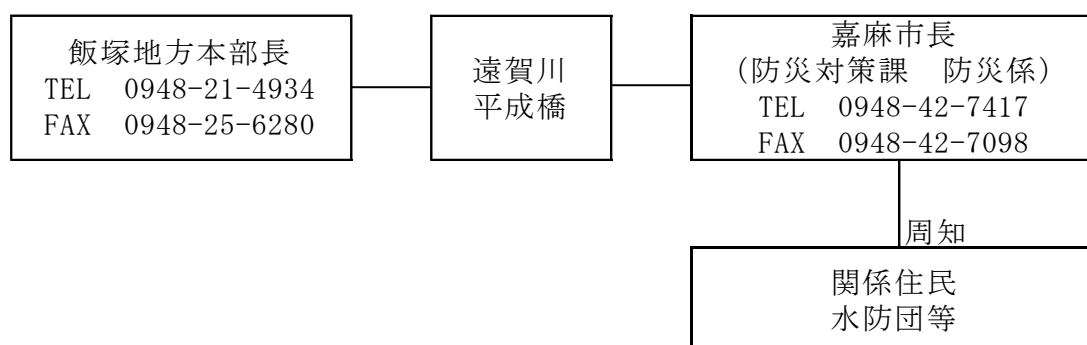 飯塚地方本部長
TEL 0948-21-4934
FAX 0948-25-6280
遠賀川
平成橋
嘉麻市長
(防災対策課 防災係)
TEL 0948-42-7417
FAX 0948-42-7098
周知
関係住民
水防団等